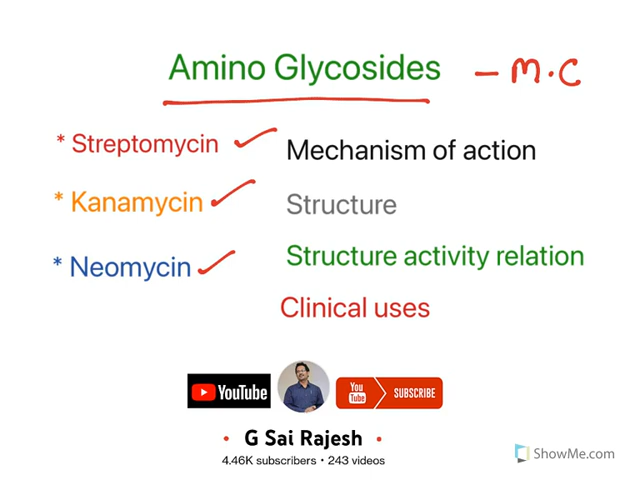 Amino Glycosides – M.C
* Streptomycin
Mechanism of action
* Kanamycin
Structure
* Neomycin
Structure activity relation
Clinical uses
YouTube
You
Tube
SUBSCRIBE
• G Sai Rajesh •
4.46K subscribers • 243 videos
ShowMe.com